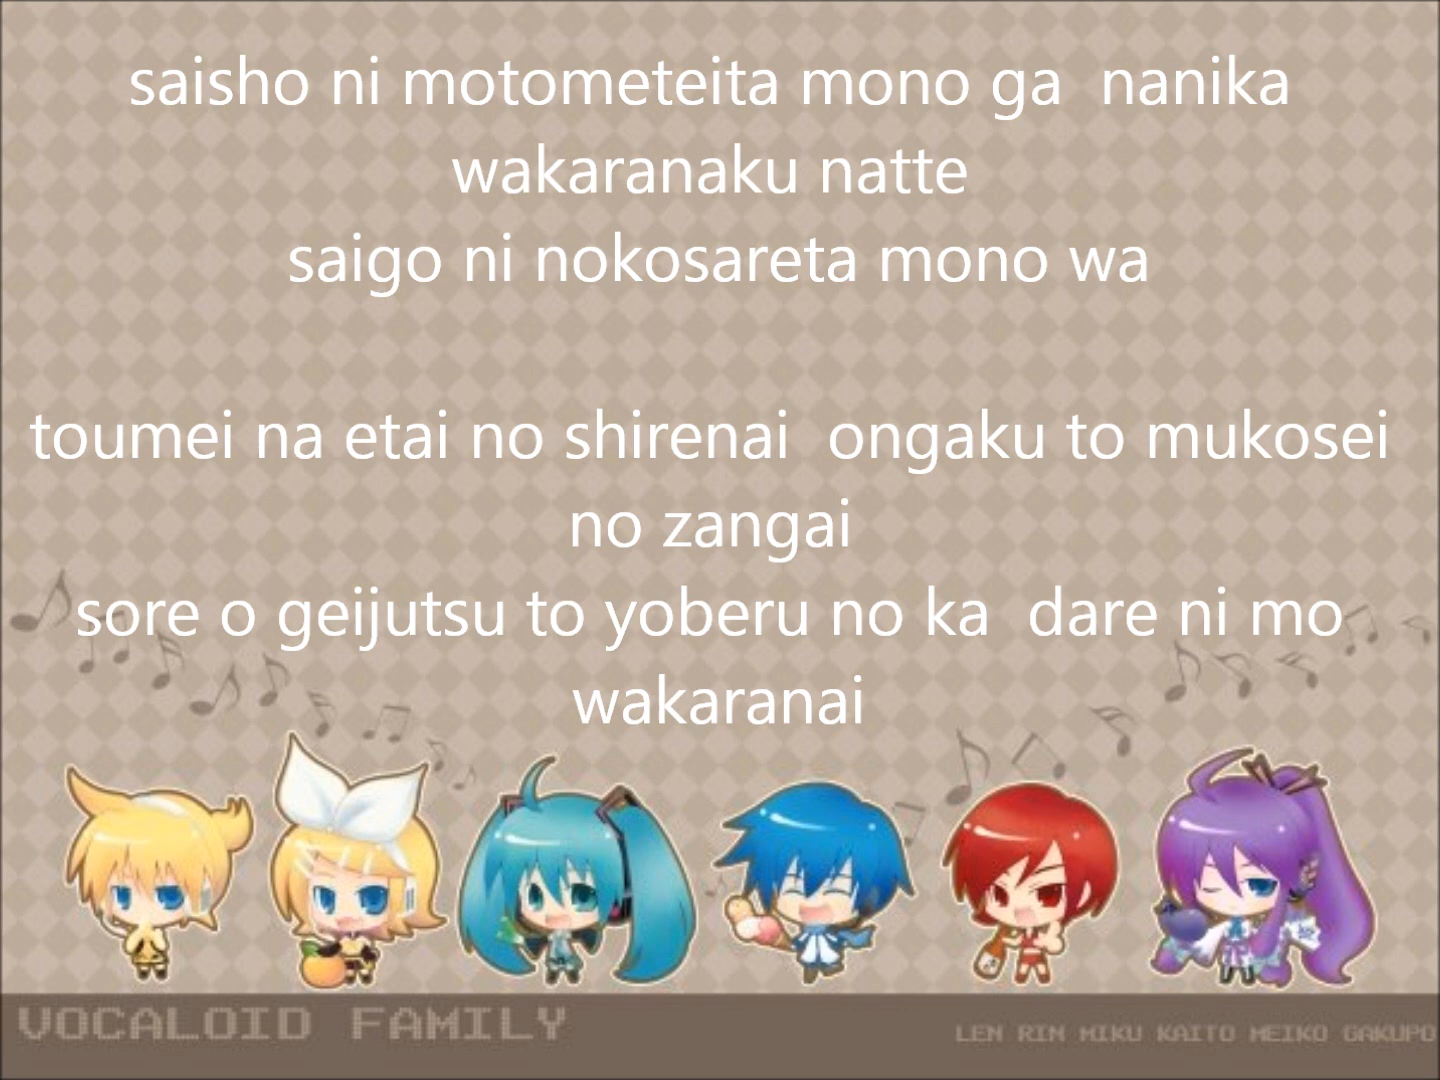 saisho ni motometeita mono ga  nanika
wakaranaku natte
saigo ni nokosareta mono wa
toumei na etai no shirenai  ongaku to mukosei
no zangai
sore o geijutsu to yoberu no ka  dare ni mo
wakaranai
VOCALOID FAMILY
LEN RIN MIKU KAITO MEIKO GAKUPO